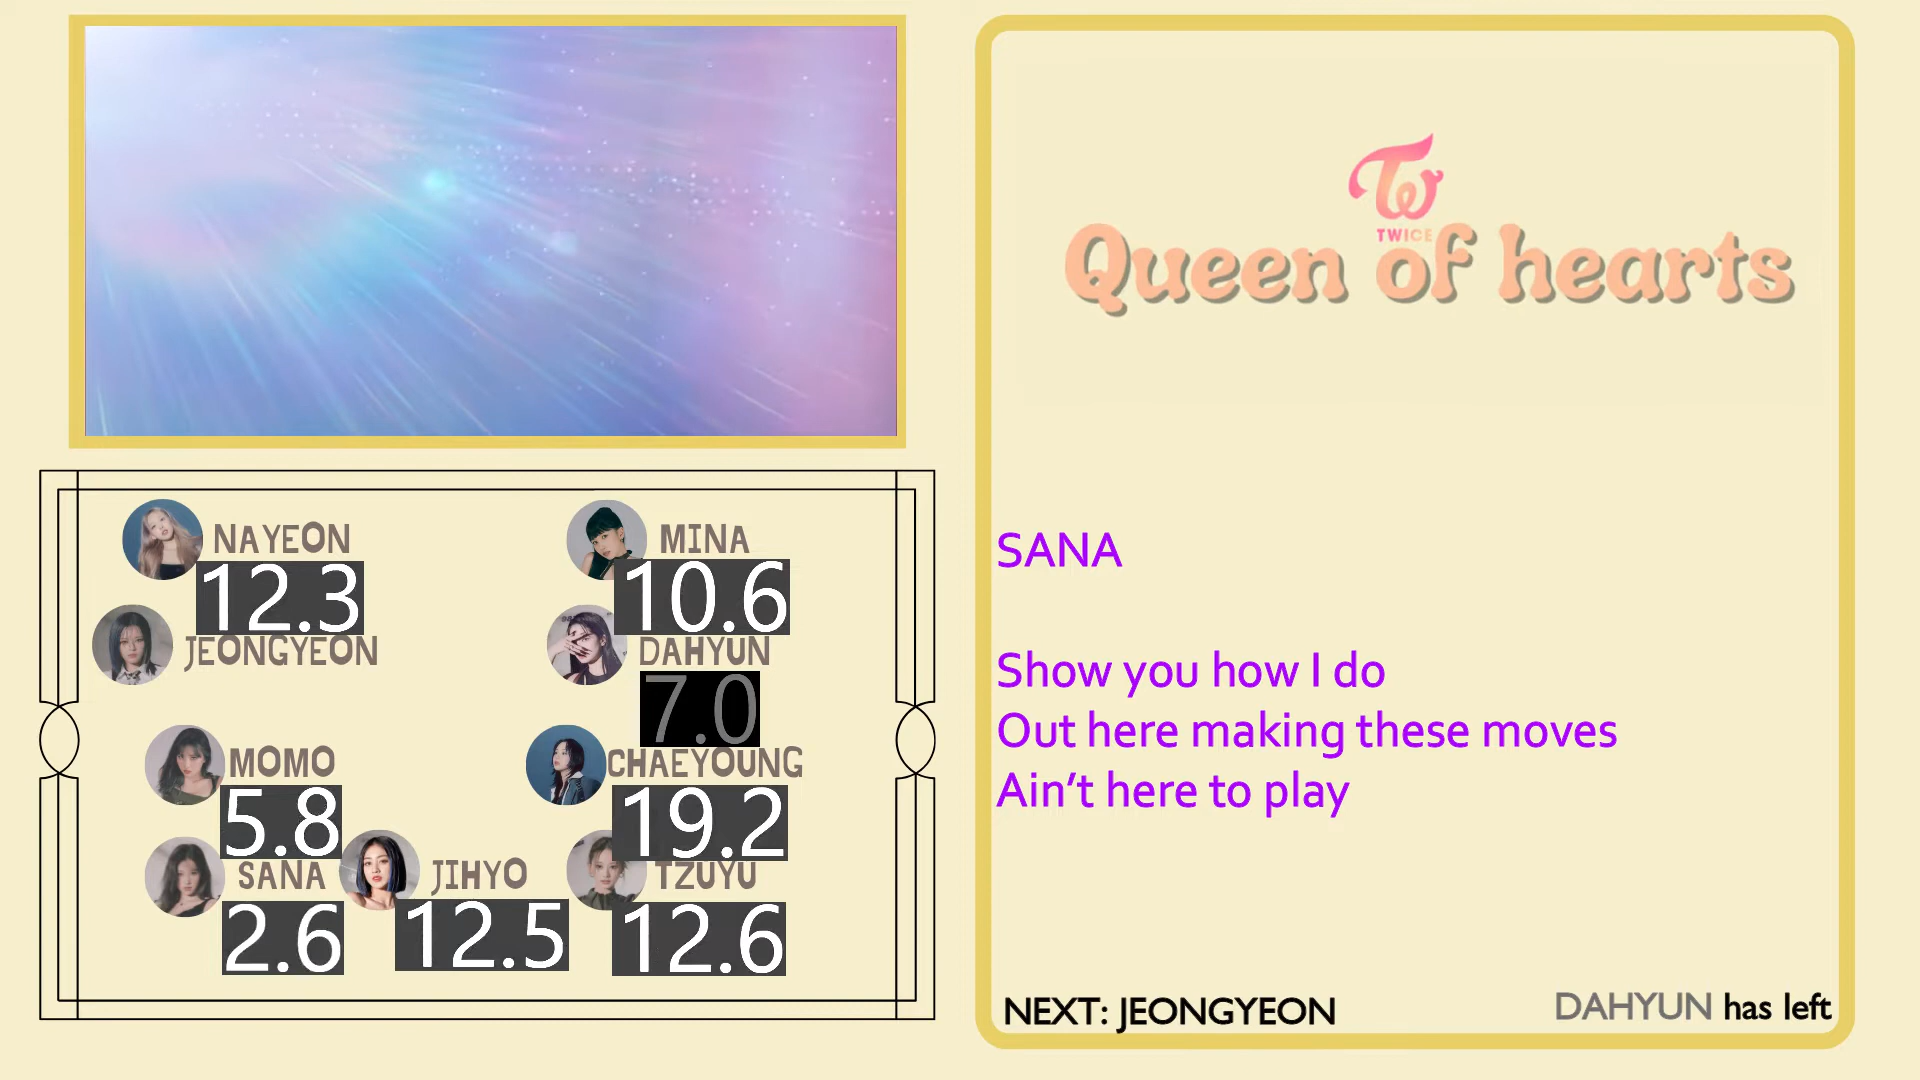 TWICE
Queen of hearts
NAYEON
12.3
JEONGYEON
MOMO
5.8
SANA
2.6
JIHYO
12.5
MINA
10.6
DAHYUN
7.0
CHAEYOUNG
19.2
TZUYU
12.6
SANA
Show you how I do
Out here making these moves
Ain’t here to play
NEXT: JEONGYEON
DAHYUN has left